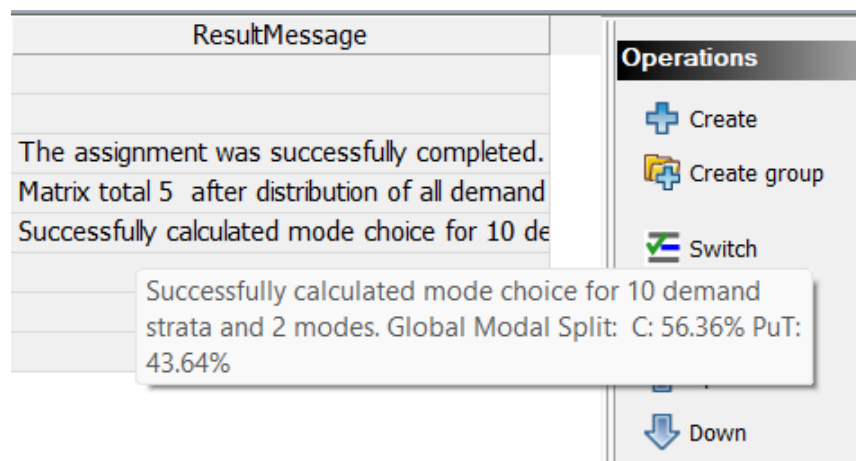 ResultMessage
The assignment was successfully completed.
Matrix total 5  after distribution of all demand
Successfully calculated mode choice for 10 de
Successfully calculated mode choice for 10 demand
strata and 2 modes. Global Modal Split:  C: 56.36% PuT:
43.64%
Operations
Create
Create group
Switch
Down